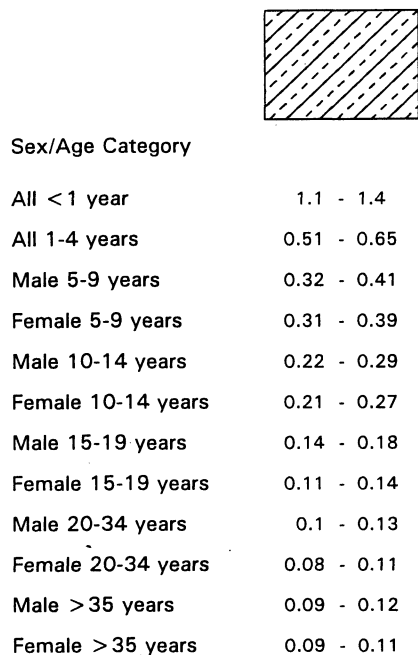 Sex/Age Category
All <1 year 1.1 - 1.4
All 1-4 years 0.51 - 0.65
Male 5-9 years 0.32 - 0.41
Female 5-9 years 0.31 - 0.39
Male 10-14 years 0.22 - 0.29
Female 10-14 years 0.21 - 0.27
Male 15-19 years 0.14 - 0.18
Female 15-19 years 0.11 - 0.14
Male 20-34 years 0.1 - 0.13
Female 20-34 years 0.08 - 0.11
Male >35 years 0.09 - 0.12
Female >35 years 0.09 - 0.11